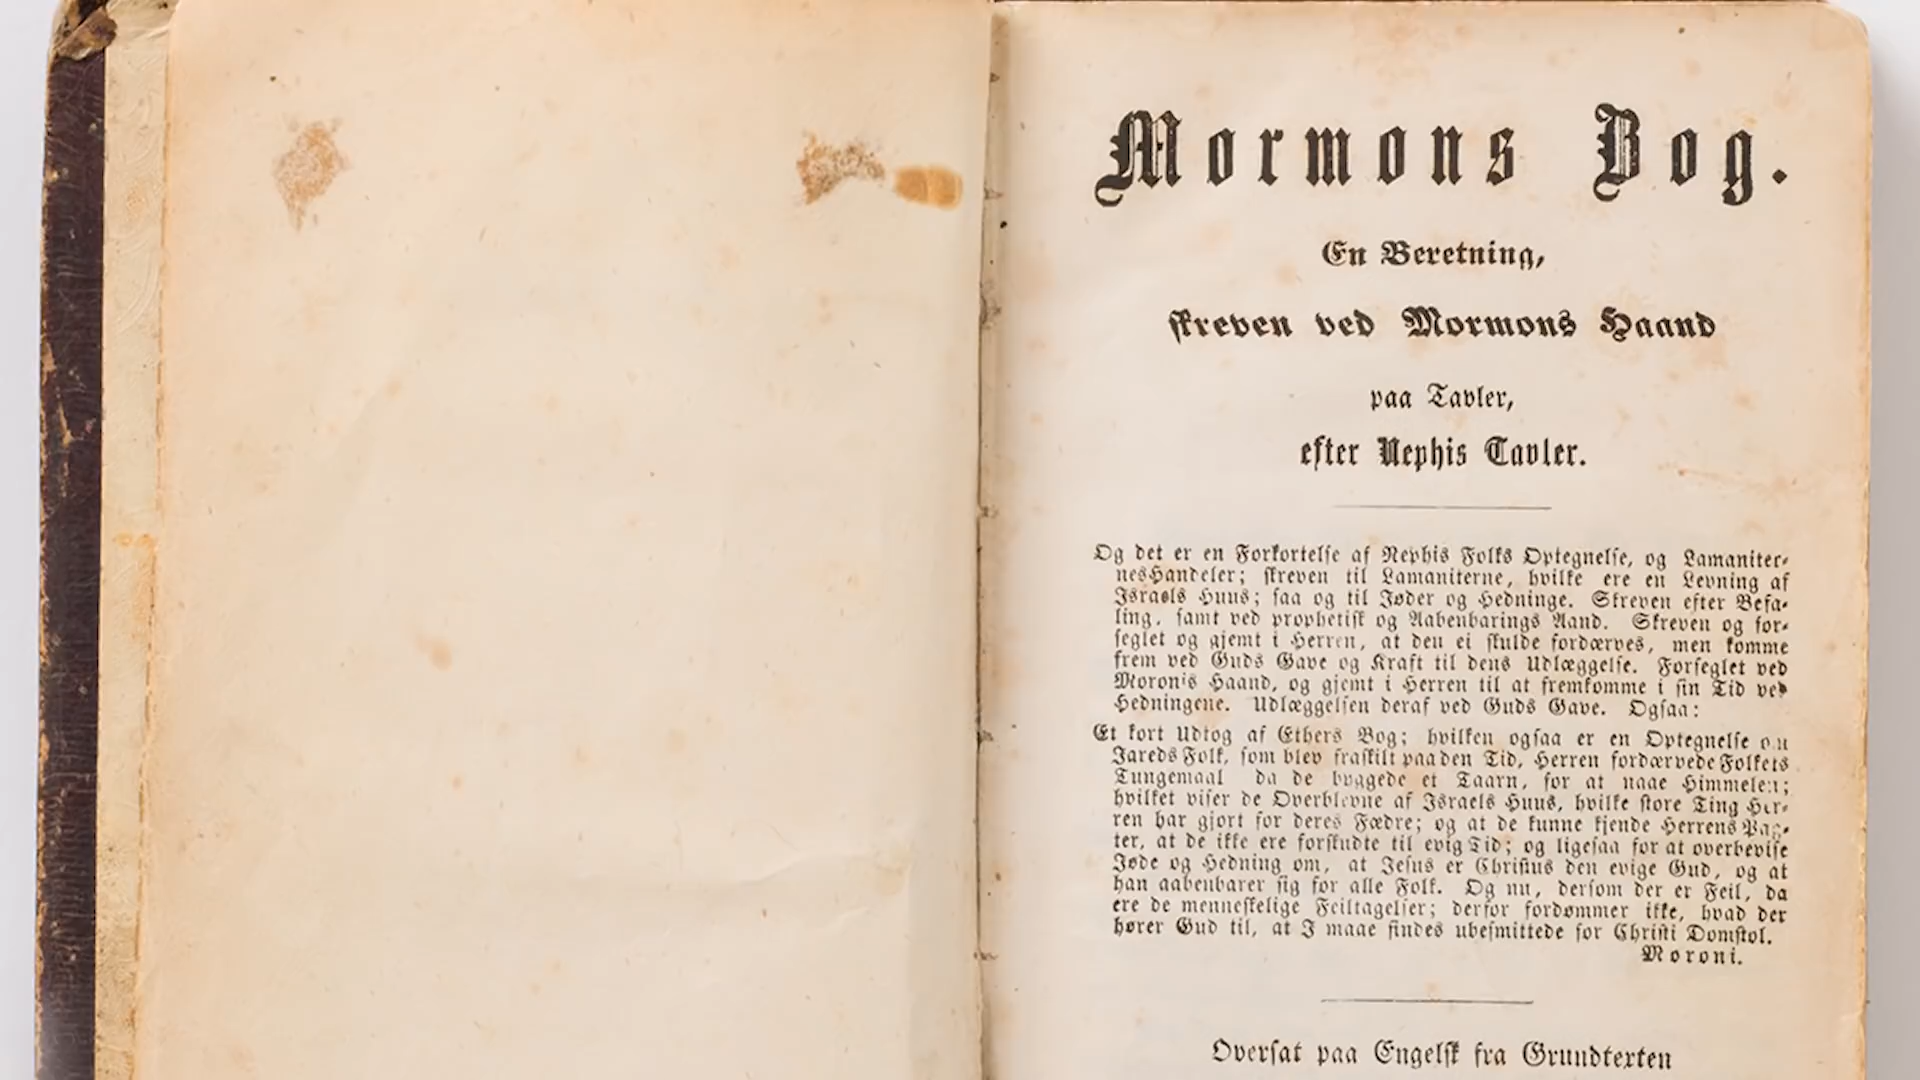 Mormons Bog.
En Beretning,
skreven ved Mormons Haand
paa Tavler,
efter Nephis Tavler.
Og det er en Forkortelse af Nephis Folks Optegnelse, og Lamaniter-
nes Handeler; skreven til Lamaniterne, hvilke ere en Levning af
Israels Huus; saa og til Jøder og Hedninge. Skreven efter Befa-
ling, samt ved prophetisk og Aabenbarings Aand. Skreven og for-
seglet og gjemt i Herren, at den ei skulde fordærves, men komme
frem ved Guds Gave og Kraft til dens Udlæggelse. Forseglet ved
Moronis Haand, og gjemt i Herren til at fremkomme i sin Tid ved
Hedningene. Udlæggelsen deraf ved Guds Gave. Ogsaa:
Et kort Udtog af Ethers Bog; hvilken ogsaa er en Optegnelse om
Jareds Folk, som blev fraskilt paa den Tid, Herren fordærvede Folkets
Tungemaal da de byggede et Taarn, for at naae Himmelen;
hvilket viser de Overblevne af Israels Huus, hvilke store Ting Her-
ren har gjort for deres Fædre; og at de kunne kjende Herrens Pag-
ter, at de ikke ere forskudte til evig Tid; og ligesaa for at overbevise
Jøde og Hedning om, at Jesus er Christus den evige Gud, og at
han aabenbarer sig for alle Folk. Og nu, dersom der er Feil, da
ere de menneskelige Feiltagelser; derfor fordømmer ikke, hvad der
hører Gud til, at I maae findes ubesmittede for Christi Domstol.
Moroni.
Oversat paa Engelsk fra Grundtexten